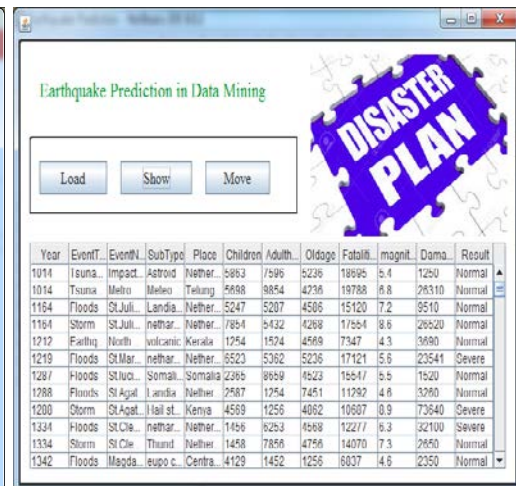 Earthquake Prediction in Data Mining
DISASTER
PLAN
Load Show Move
Year EventT... EventN... SubType Place Children Adulth... Oldage Fataliti... magnit... Dama... Result
1014 Tsuna... Impact... Astroid Nether... 5863 7596 5236 18695 5.4 1250 Normal
1014 Tsuna... Metro Meteo Telung... 5698 9854 4236 19788 6.8 26310 Normal
1164 Floods St.Juli... Landia... Nether... 5247 5287 4586 15120 7.2 9510 Normal
1164 Storm St.Juli... nethar... Nether... 7854 5432 4268 17554 8.6 26520 Normal
1212 Earthq... North volcanic Kerala 1254 1524 4569 7347 4.3 3690 Normal
1219 Floods St.Mar... nethar... Nether... 6523 5362 5236 17121 5.6 23541 Severe
1287 Floods St.luci... Somali... Somalia 2365 8659 4523 15547 5.5 1520 Normal
1288 Floods St.Agat... Landia... Nether... 2587 1254 7451 11292 4.6 3260 Normal
1288 Storm St.Agat... Hail st... Kenya 4569 1256 4862 10687 8.9 73640 Severe
1334 Floods St.Cle... nethar... Nether... 1456 6253 4568 12277 6.3 32100 Severe
1334 Storm St.Cle... Thund... Nether... 1458 7856 4756 14070 7.3 2650 Normal
1342 Floods Magda... eupo c... Centra... 4129 1452 1256 6837 4.6 2350 Normal